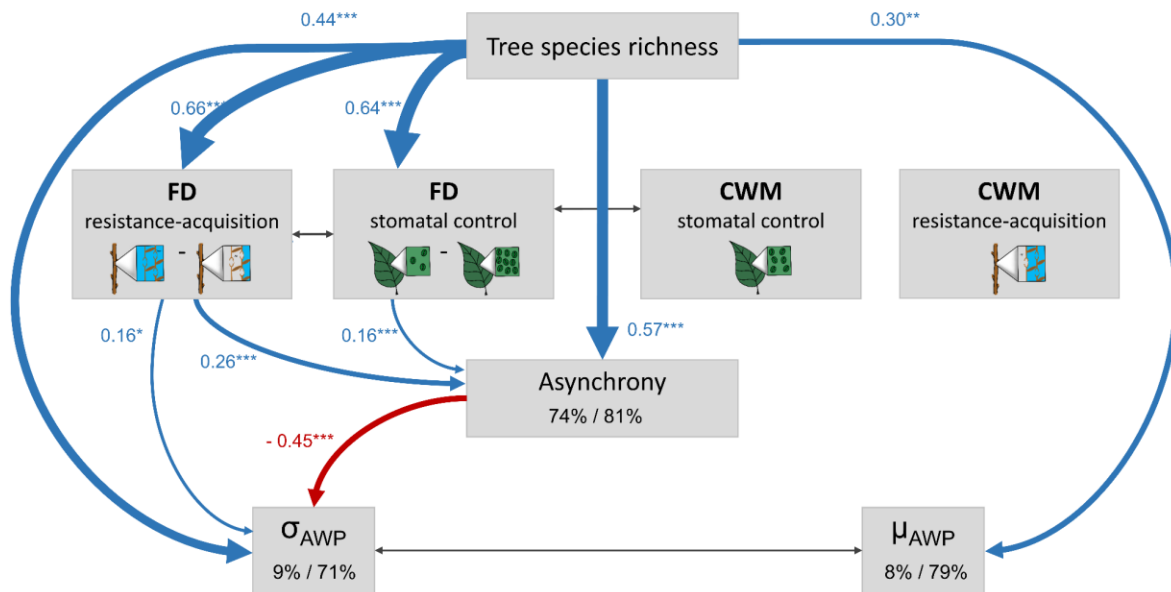 0.44***
Tree species richness
0.30**
0.66***
0.64***
FD
resistance-acquisition
-
FD
stomatal control
-
CWM
stomatal control
CWM
resistance-acquisition
0.16*
0.26***
0.16***
0.57***
Asynchrony
74% / 81%
- 0.45***
σAWP
9% / 71%
μAWP
8% / 79%